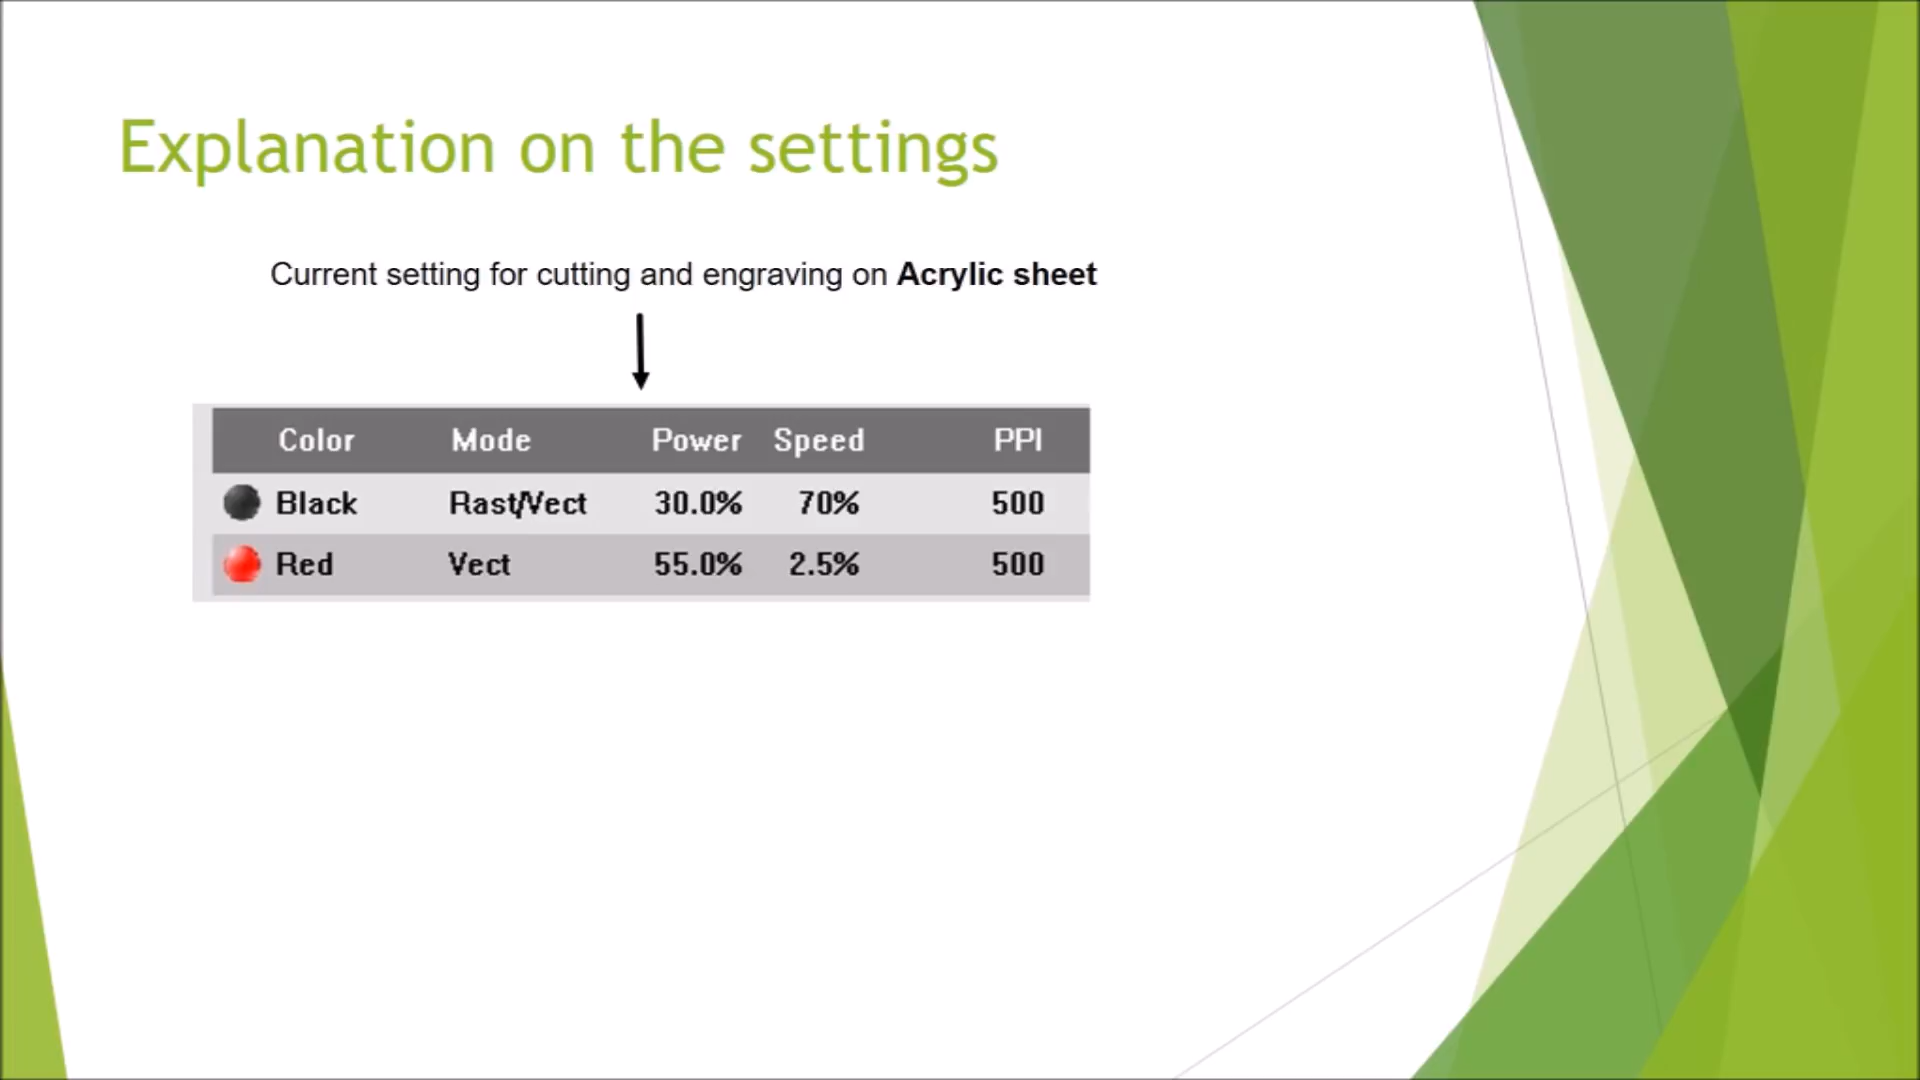 Explanation on the settings
Current setting for cutting and engraving on Acrylic sheet
Color Mode Power Speed PPI
Black Rast/Vect 30.0% 70% 500
Red Vect 55.0% 2.5% 500